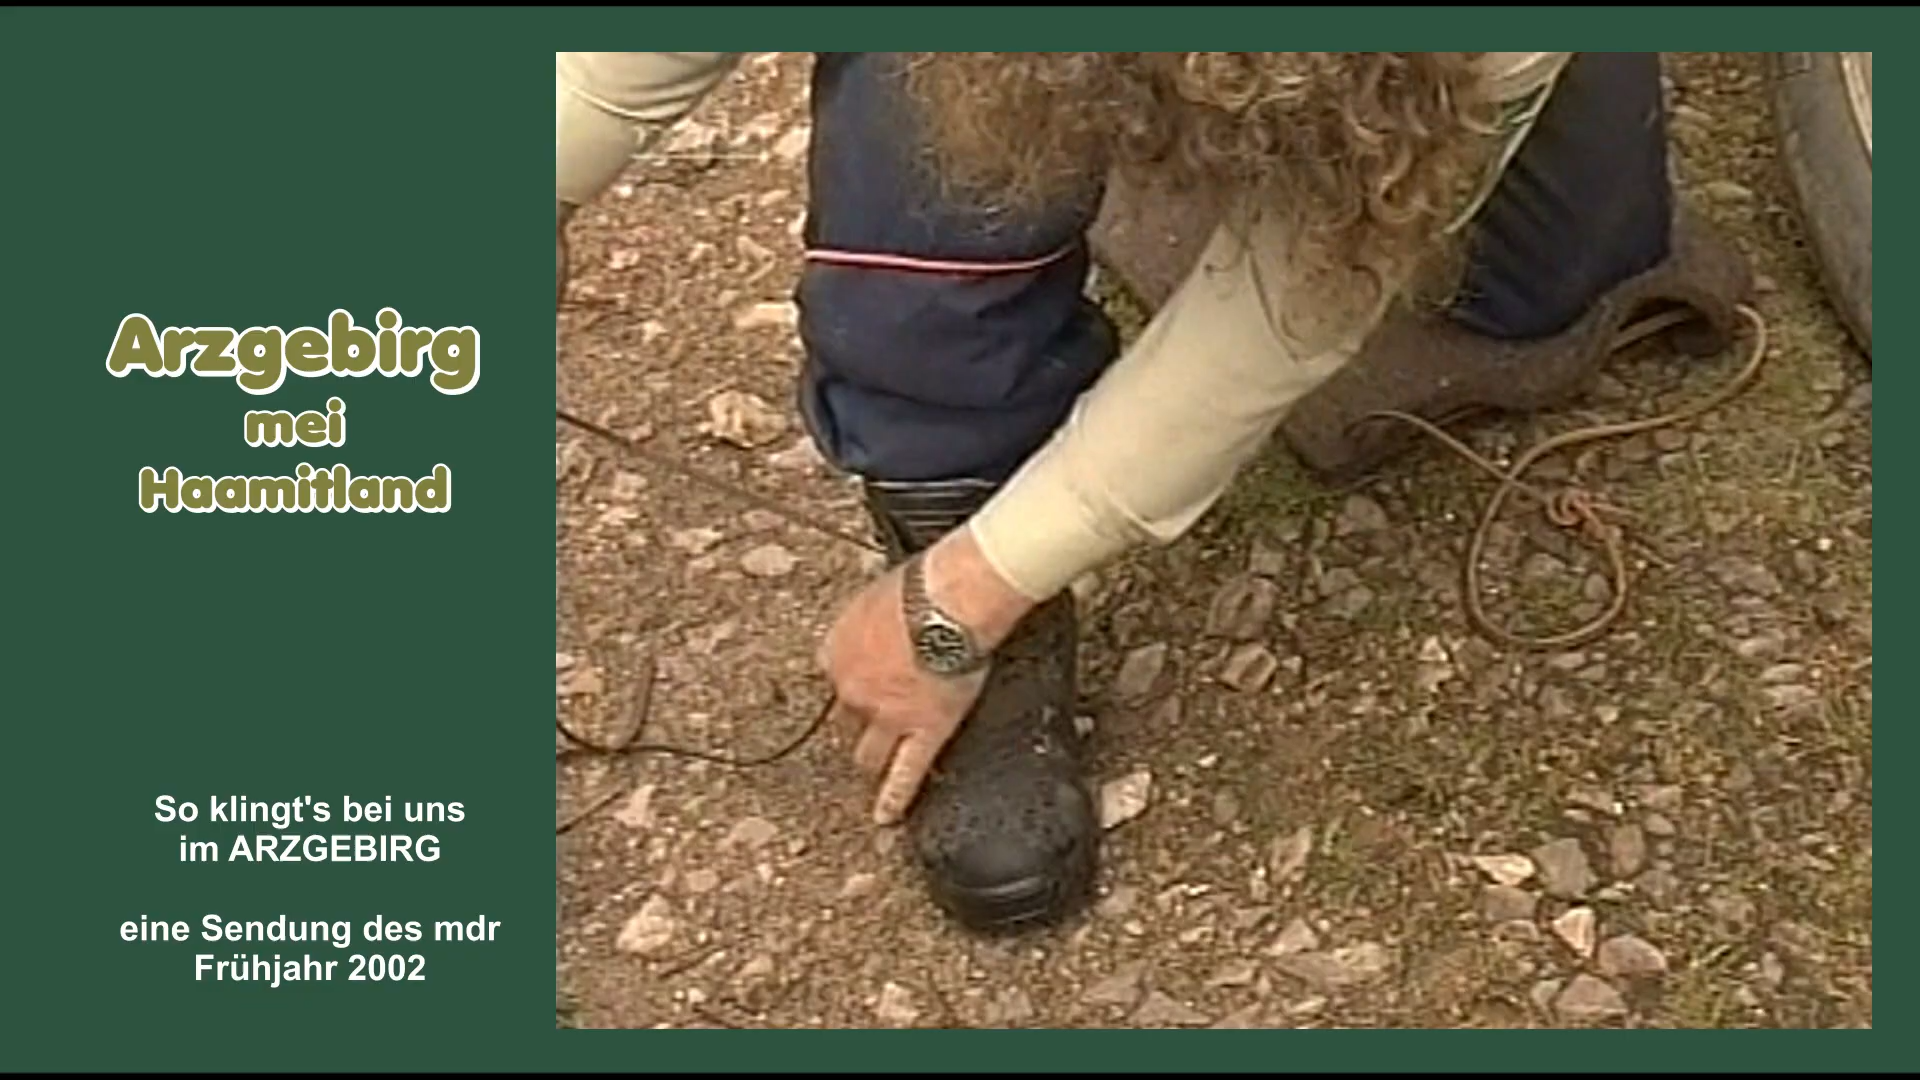 Arzgebirg
mei
Haamitland
So klingt's bei uns
im ARZGEBIRG
eine Sendung des mdr
Frühjahr 2002